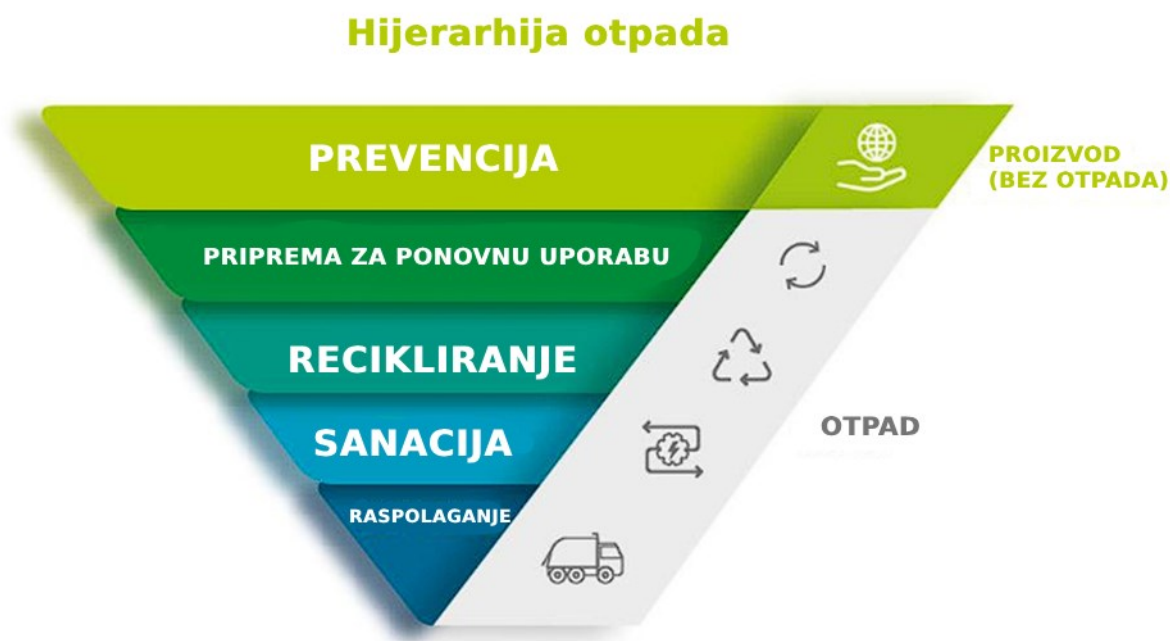 Hijerarhija otpada
PREVENCIJA
PROIZVOD
(BEZ OTPADA)
PRIPREMA ZA PONOVNU UPORABU
RECIKLIRANJE
SANACIJA
OTPAD
RASPOLAGANJE